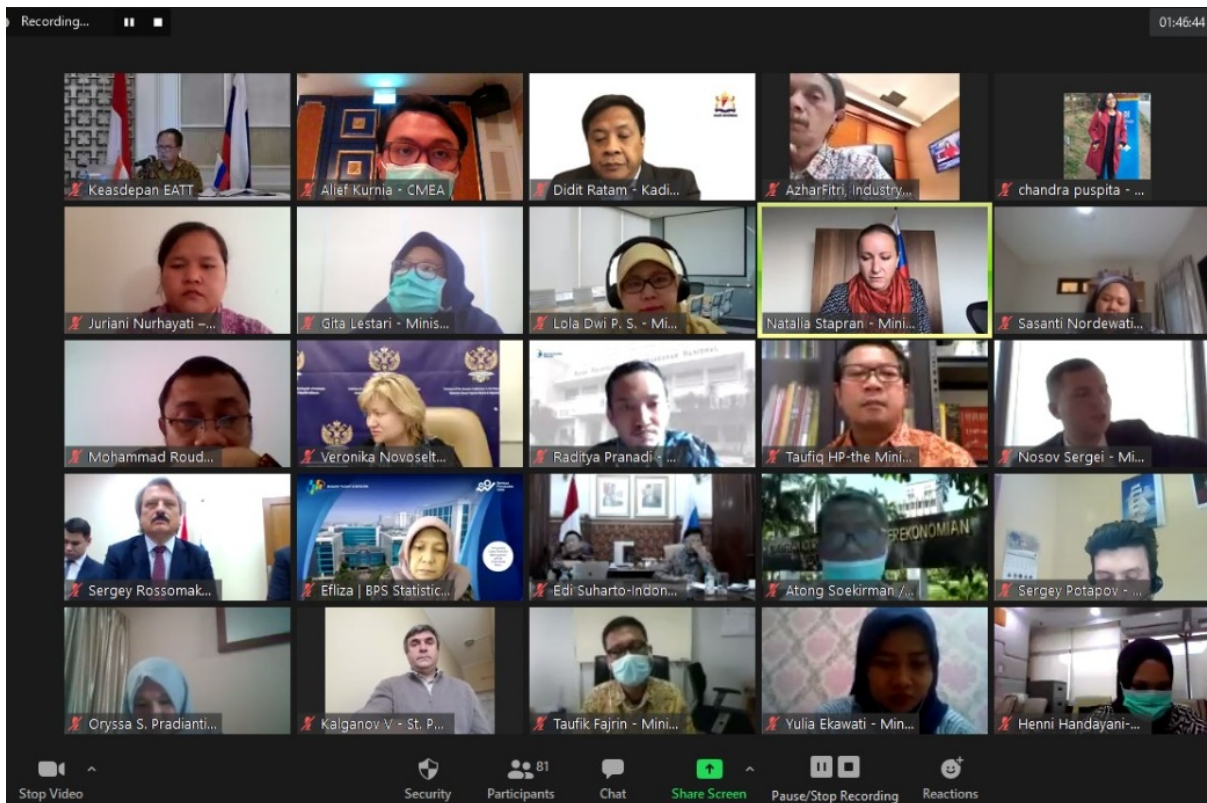 Recording...
01:46:44
Keasdepan EATT
Alief Kurnia - CMEA
Didit Ratam - Kadi...
AzharFitri, Industry...
chandra puspita - ...
Juriani Nurhayati –...
Gita Lestari - Minis...
Lola Dwi P. S. - Mi...
Natalia Stapran - Mini...
Sasanti Nordewati...
Mohammad Roud...
Veronika Novoselt...
Raditya Pranadi - ...
Taufiq HP-the Mini...
Nosov Sergei - Mi...
Sergey Rossomak...
Efliza | BPS Statistic...
Edi Suharto-Indon...
EREKONOMIAN
Atong Soekirman /...
Sergey Potapov - ...
Oryssa S. Pradianti...
Kalganov V - St. P...
Taufik Fajrin - Mini...
Yulia Ekawati - Min...
Henni Handayani-...
Stop Video
Security
81
Participants
Chat
Share Screen
Pause/Stop Recording
Reactions